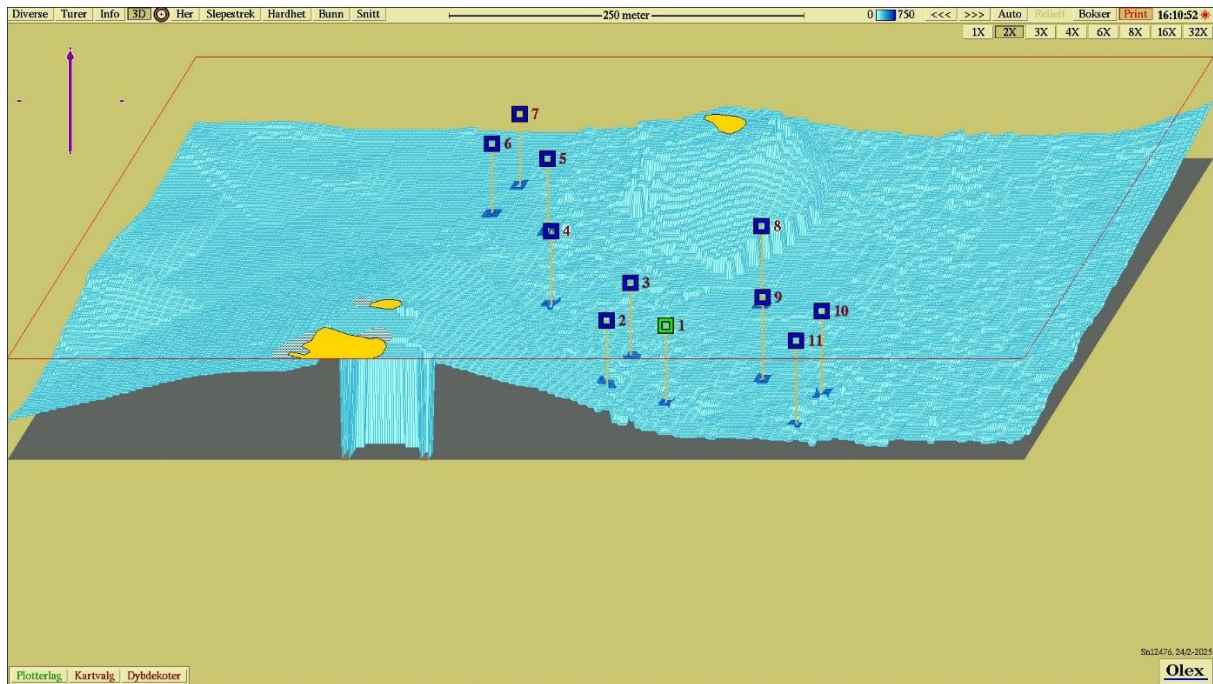 Diverse Turer Info 3D Her Slepestrek Hardhet Bunn Snitt 250 meter 0 750 <<< >>> Auto Relieff Bokser Print 16:10:52
1X 2X 3X 4X 6X 8X 16X 32X
7
6
5
4
8
3
9
10
2
1
11
Sn12476, 24/2-2025
Plotterlag Kartvalg Dybdekoter Olex